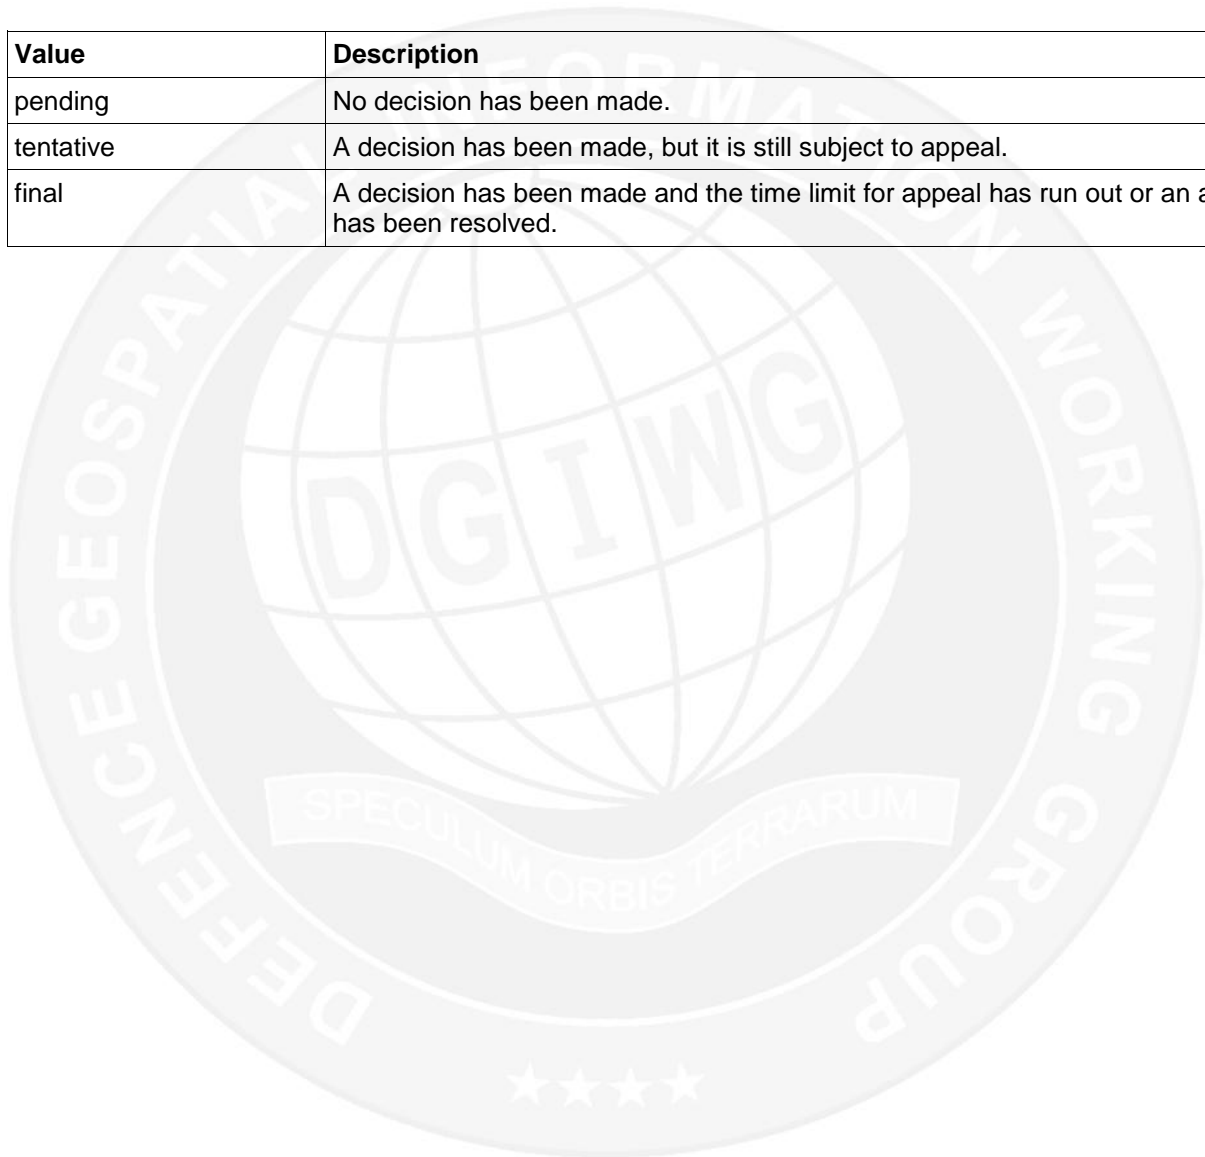 Value Description
pending No decision has been made.
tentative A decision has been made, but it is still subject to appeal.
final A decision has been made and the time limit for appeal has run out or an
has been resolved.
DEFENCE GEOSPATIAL INFORMATION WORKING GROUP
DGIWG
SPECULUM ORBIS TERRARUM